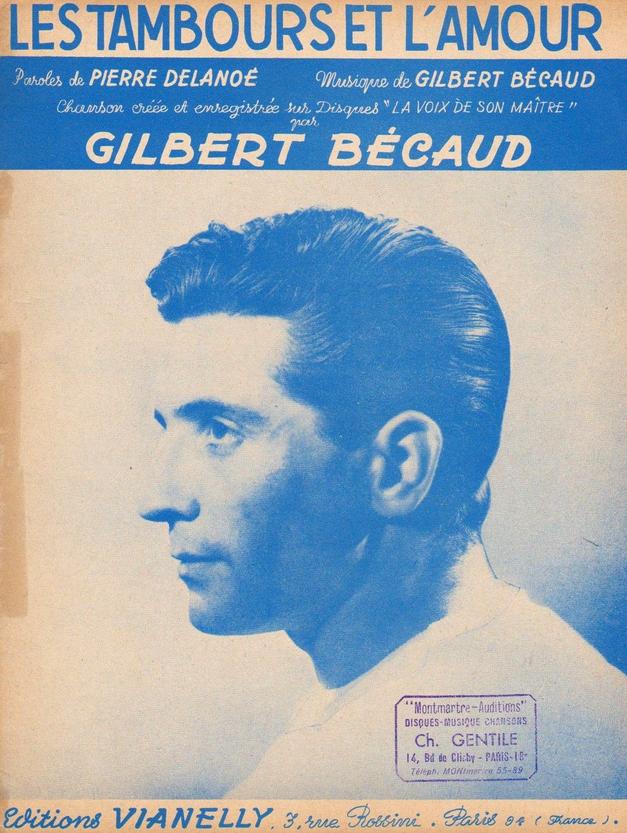 LES TAMBOURS ET L'AMOUR
Paroles de PIERRE DELANOÉ Musique de GILBERT BÉCAUD
Chanson créée et enregistrée sur Disques "LA VOIX DE SON MAÎTRE"
par
GILBERT BÉCAUD
"Montmartre-Auditions"
DISQUES-MUSIQUE CHANSONS
Ch. GENTILE
14, Bd de Clichy - PARIS-18e
Téléph. MONtmartre 55-89
Editions VIANELLY. 3, rue Rossini . Paris 9e (France).